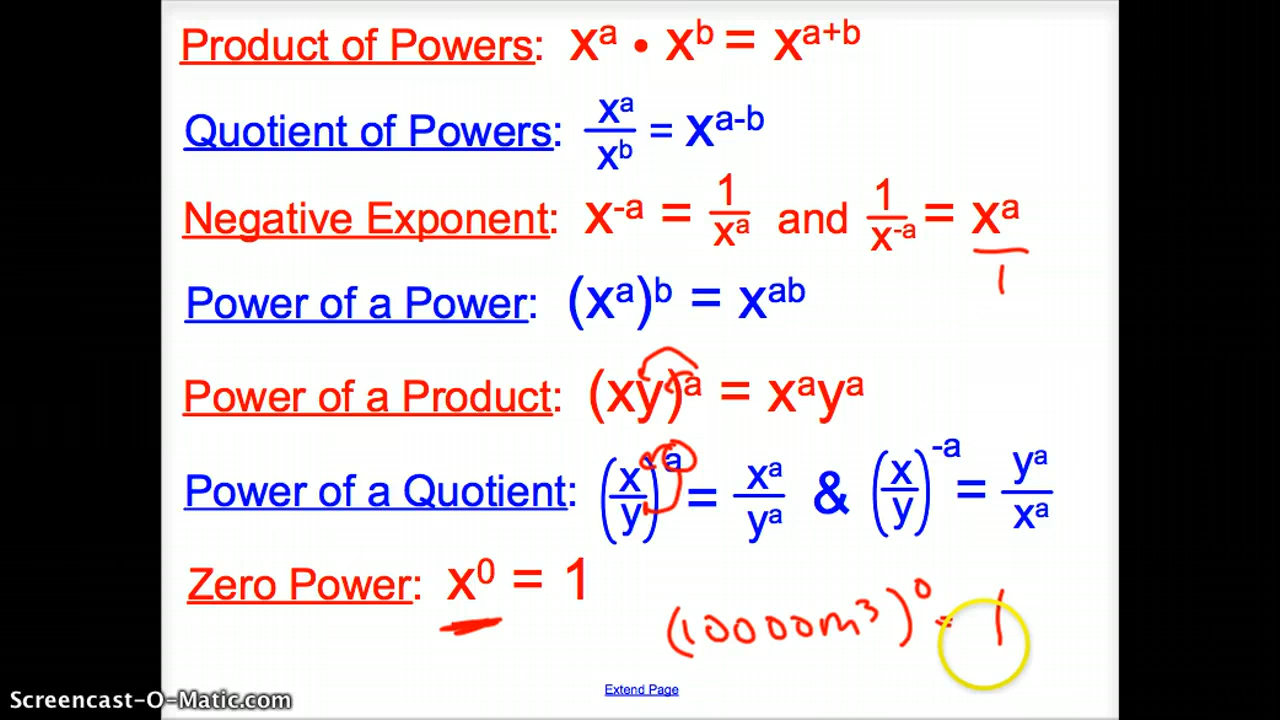 Product of Powers: xᵃ • xᵇ = xᵃ⁺ᵇ
Quotient of Powers: xᵃ/xᵇ = xᵃ⁻ᵇ
Negative Exponent: x⁻ᵃ = 1/xᵃ and 1/x⁻ᵃ = xᵃ/1
Power of a Power: (xᵃ)ᵇ = xᵃᵇ
Power of a Product: (xy)ᵃ = xᵃyᵃ
Power of a Quotient: (x/y)ᵃ = xᵃ/yᵃ & (x/y)⁻ᵃ = yᵃ/xᵃ
Zero Power: x⁰ = 1
(10000m³)⁰ = 1
Extend Page
Screencast-O-Matic.com